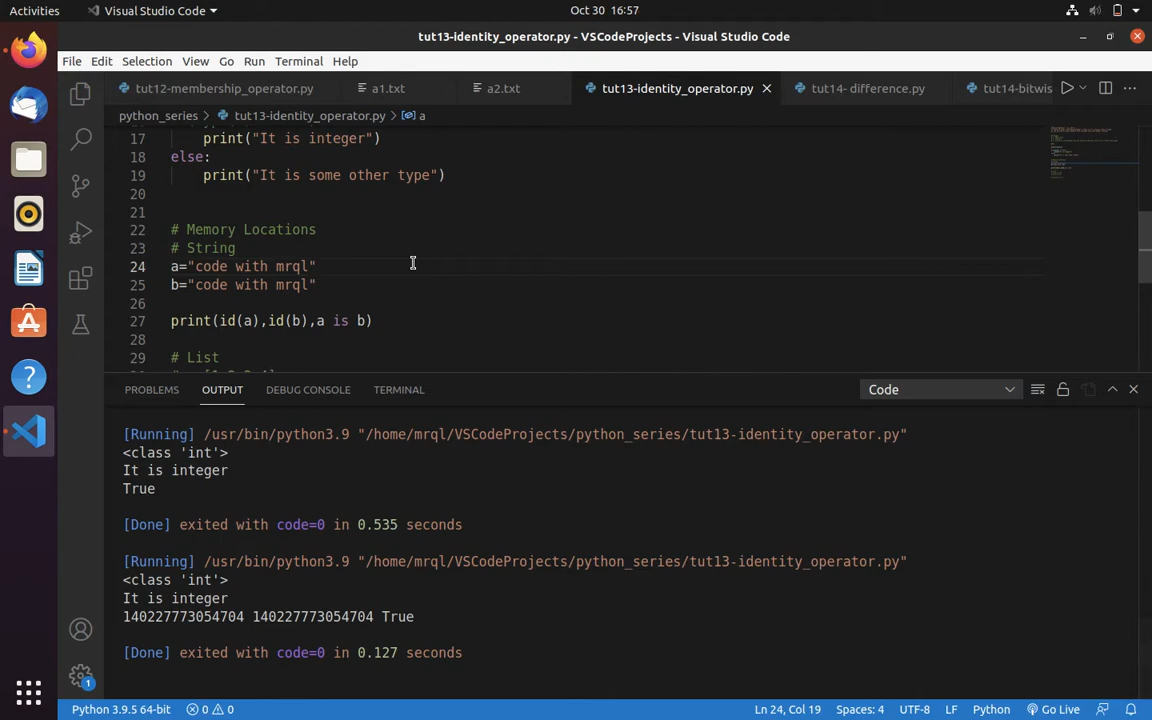 Activities
Visual Studio Code
Oct 30 16:57
tut13-identity_operator.py - VSCodeProjects - Visual Studio Code
File Edit Selection View Go Run Terminal Help
tut12-membership_operator.py a1.txt a2.txt tut13-identity_operator.py tut14- difference.py tut14-bitwis
python_series > tut13-identity_operator.py > a
17 print("It is integer")
18 else:
19 print("It is some other type")
20
21
22 # Memory Locations
23 # String
24 a="code with mrql"
25 b="code with mrql"
26
27 print(id(a),id(b),a is b)
28
29 # List
PROBLEMS OUTPUT DEBUG CONSOLE TERMINAL Code
[Running] /usr/bin/python3.9 "/home/mrql/VSCodeProjects/python_series/tut13-identity_operator.py"
<class 'int'>
It is integer
True
[Done] exited with code=0 in 0.535 seconds
[Running] /usr/bin/python3.9 "/home/mrql/VSCodeProjects/python_series/tut13-identity_operator.py"
<class 'int'>
It is integer
140227773054704 140227773054704 True
[Done] exited with code=0 in 0.127 seconds
1
Python 3.9.5 64-bit 0 0 Ln 24, Col 19 Spaces: 4 UTF-8 LF Python Go Live